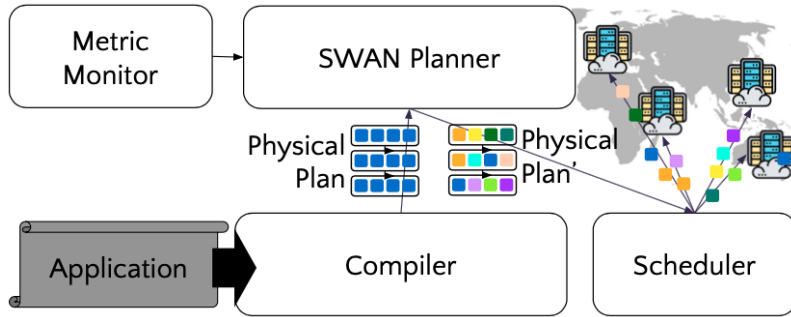 Metric
Monitor
SWAN Planner
Physical
Plan
Physical
Plan’
Application
Compiler
Scheduler